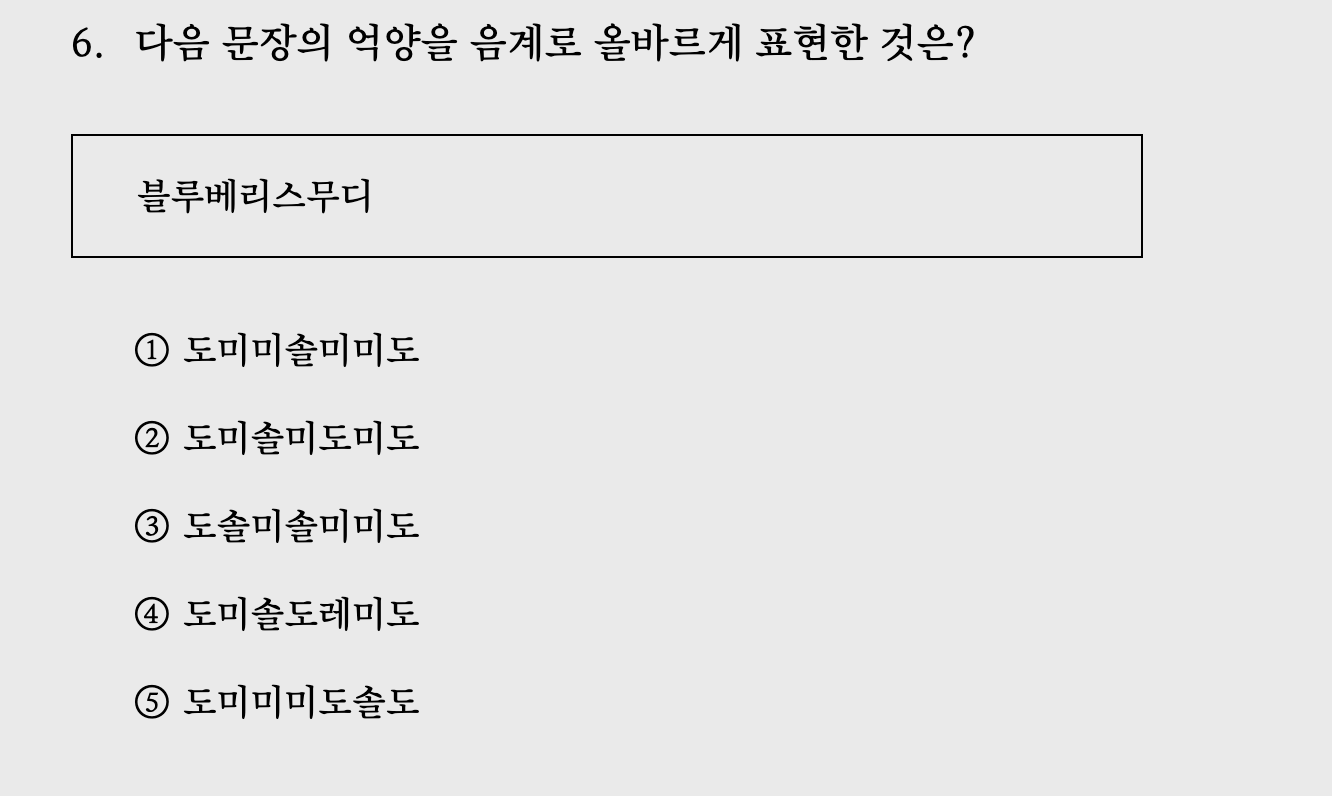 6. 다음 문장의 억양을 음계로 올바르게 표현한 것은?
블루베리스무디
① 도미미솔미미도
② 도미솔미도미도
③ 도솔미솔미미도
④ 도미솔도레미도
⑤ 도미미미도솔도